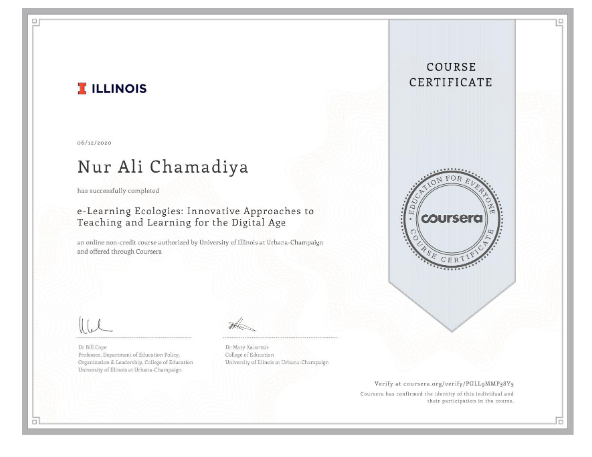 COURSE
CERTIFICATE
ILLINOIS
06/12/2020
Nur Ali Chamadiya
has successfully completed
e-Learning Ecologies: Innovative Approaches to
Teaching and Learning for the Digital Age
an online non-credit course authorized by University of Illinois at Urbana-Champaign
and offered through Coursera
EDUCATION FOR EVERYONE
coursera
COURSE CERTIFICATE
Dr Bill Cope
Professor, Department of Education Policy,
Organization & Leadership, College of Education
University of Illinois at Urbana-Champaign
Dr Mary Kalantzis
College of Education
University of Illinois at Urbana-Champaign
Verify at coursera.org/verify/
Coursera has confirmed the identity of this individual and
their participation in the course.